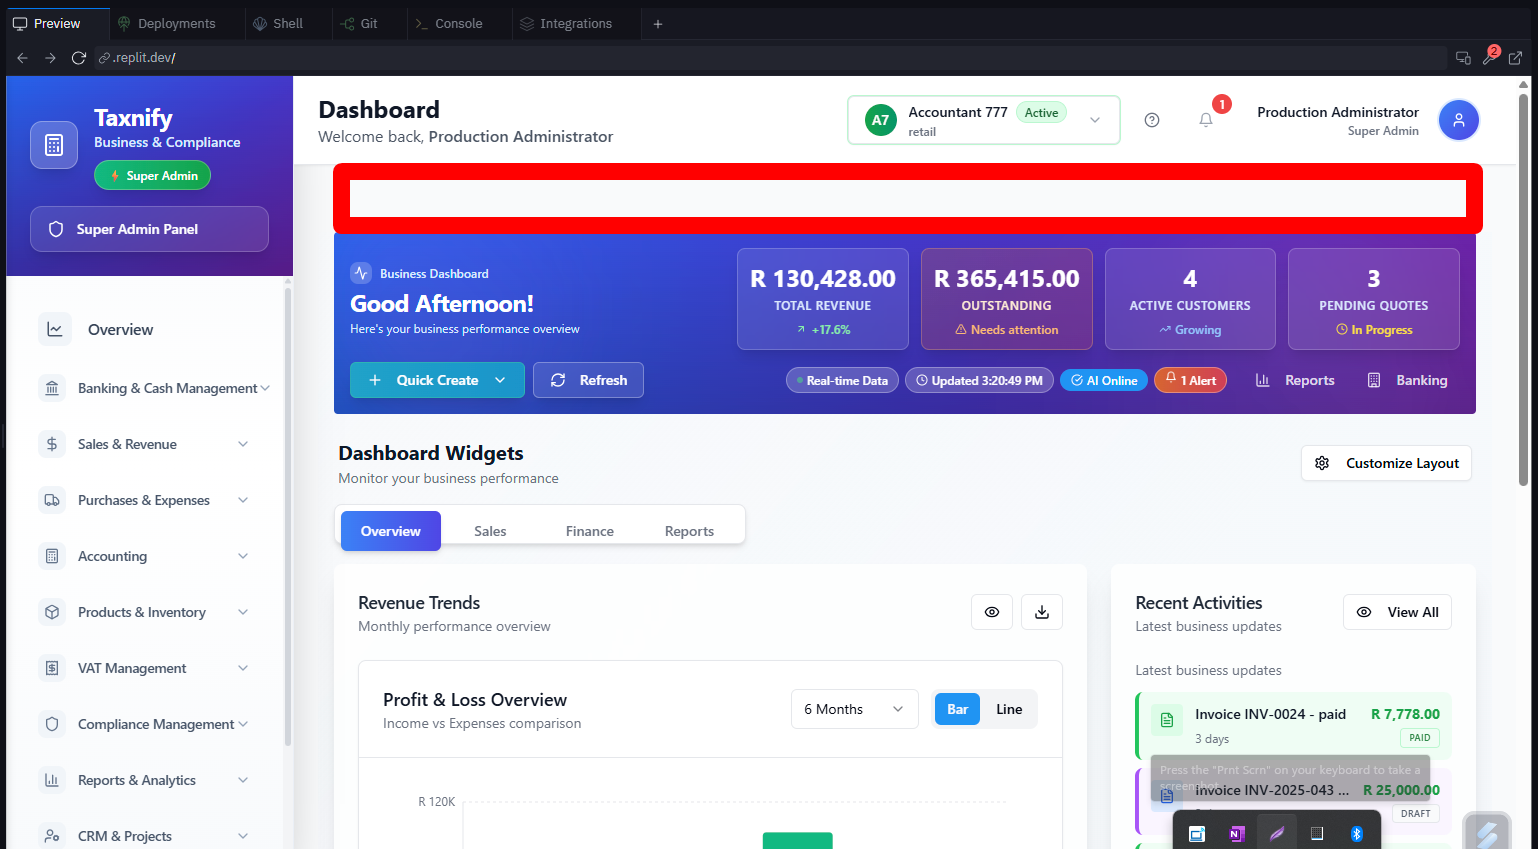 Preview
Deployments
Shell
Git
Console
Integrations
.replit.dev/
2
Taxnify
Business & Compliance
Super Admin
Super Admin Panel
Dashboard
Welcome back, Production Administrator
A7
Accountant 777
Active
retail
1
Production Administrator
Super Admin
Overview
Banking & Cash Management
Sales & Revenue
Purchases & Expenses
Accounting
Products & Inventory
VAT Management
Compliance Management
Reports & Analytics
CRM & Projects
Business Dashboard
Good Afternoon!
Here's your business performance overview
Quick Create
Refresh
R 130,428.00
TOTAL REVENUE
+17.6%
R 365,415.00
OUTSTANDING
Needs attention
4
ACTIVE CUSTOMERS
Growing
3
PENDING QUOTES
In Progress
Real-time Data
Updated 3:20:49 PM
AI Online
1 Alert
Reports
Banking
Dashboard Widgets
Monitor your business performance
Customize Layout
Overview
Sales
Finance
Reports
Revenue Trends
Monthly performance overview
Profit & Loss Overview
Income vs Expenses comparison
6 Months
Bar
Line
R 120K
Recent Activities
Latest business updates
View All
Latest business updates
Invoice INV-0024 - paid
R 7,778.00
3 days
PAID
Press the "Prnt Scrn" on your keyboard to take a
screenshot
Invoice INV-2025-043 ...
R 25,000.00
DRAFT